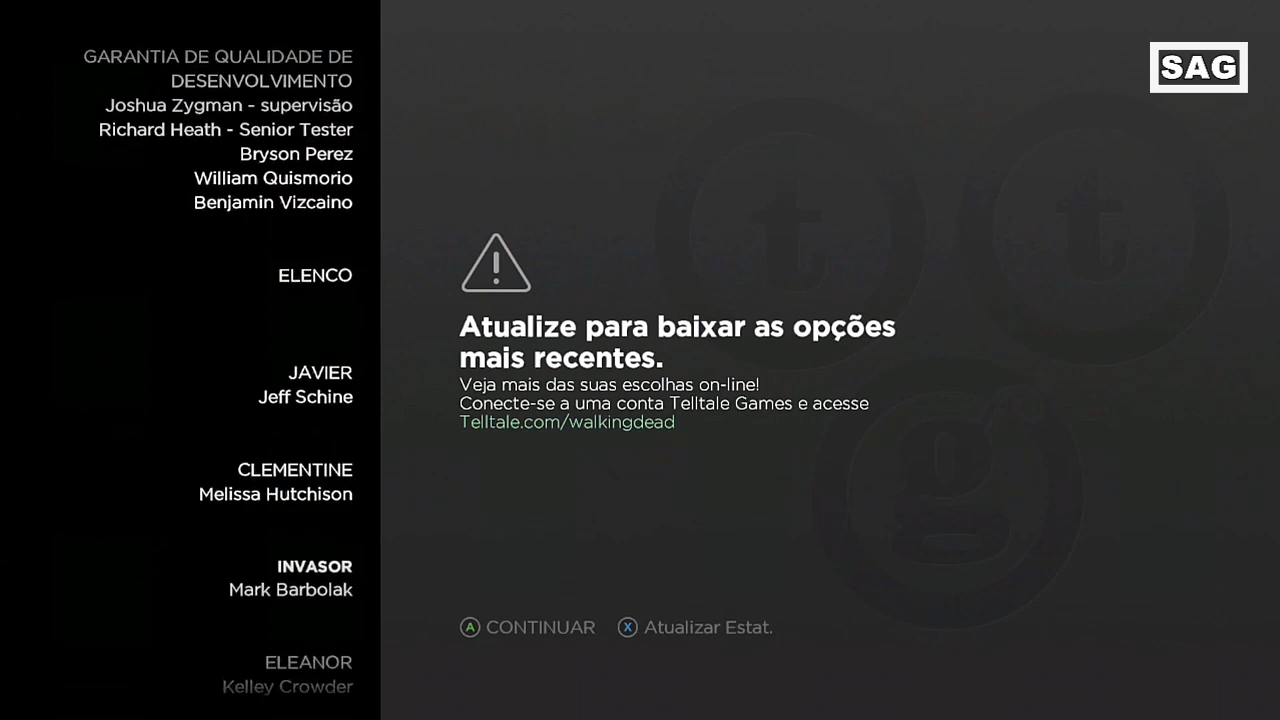 GARANTIA DE QUALIDADE DE
DESENVOLVIMENTO
Joshua Zygman - supervisão
Richard Heath - Senior Tester
Bryson Perez
William Quismorio
Benjamin Vizcaino
ELENCO
JAVIER
Jeff Schine
CLEMENTINE
Melissa Hutchison
INVASOR
Mark Barbolak
ELEANOR
Kelley Crowder
SAG
ttg
!
Atualize para baixar as opções
mais recentes.
Veja mais das suas escolhas on-line!
Conecte-se a uma conta Telltale Games e acesse
Telltale.com/walkingdead
A CONTINUAR X Atualizar Estat.